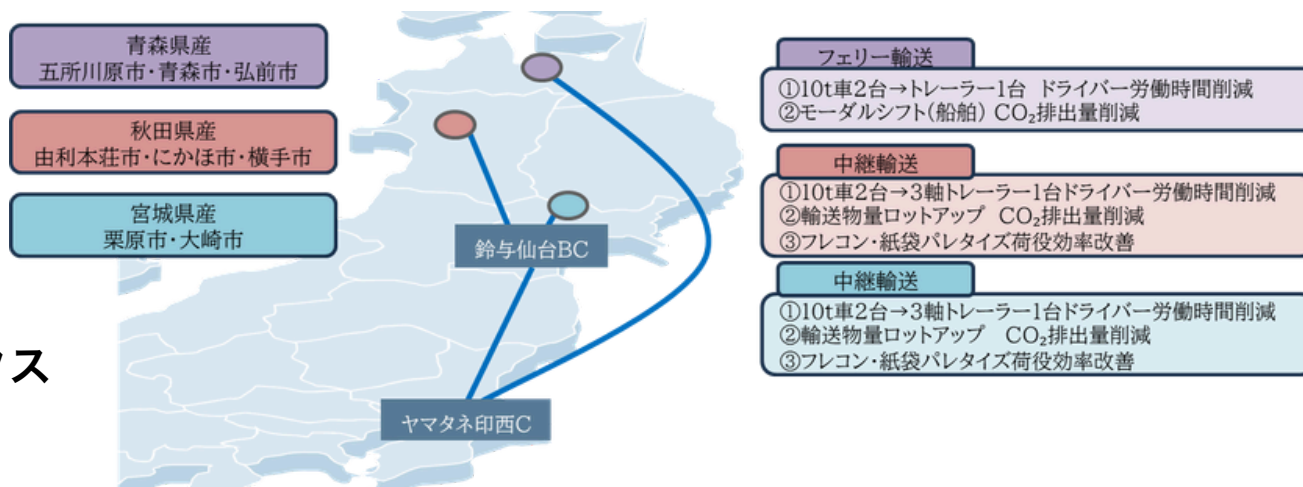 青森県産
五所川原市・青森市・弘前市
秋田県産
由利本荘市・にかほ市・横手市
宮城県産
栗原市・大崎市
鈴与仙台BC
ヤマタネ印西C
フェリー輸送
①10t車2台→トレーラー1台 ドライバー労働時間削減
②モーダルシフト(船舶) CO₂排出量削減
中継輸送
①10t車2台→3軸トレーラー1台ドライバー労働時間削減
②輸送物量ロットアップ CO₂排出量削減
③フレコン・紙袋パレタイズ荷役効率改善
中継輸送
①10t車2台→3軸トレーラー1台ドライバー労働時間削減
②輸送物量ロットアップ CO₂排出量削減
③フレコン・紙袋パレタイズ荷役効率改善
ス